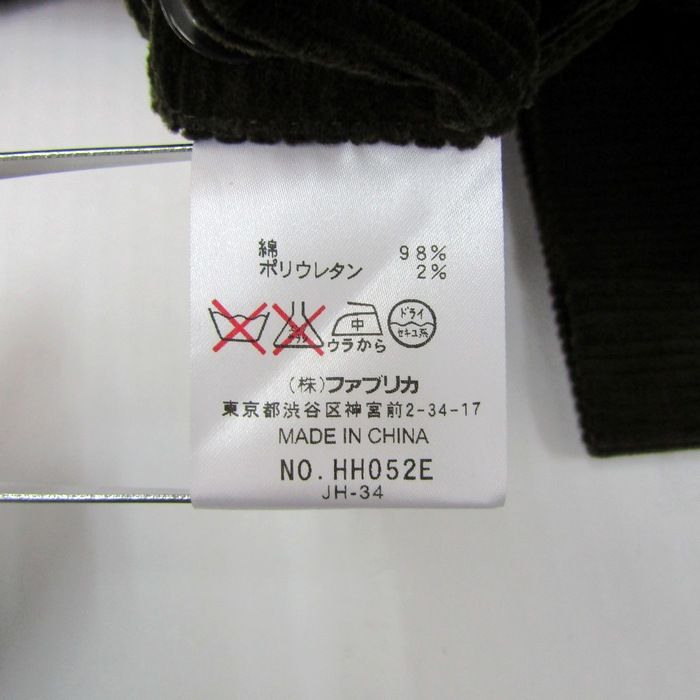 綿 98%
ポリウレタン 2%
中
ドライ
セキユ系
ウラから
(株)ファブリカ
東京都渋谷区神宮前2-34-17
MADE IN CHINA
NO. HH052E
JH-34